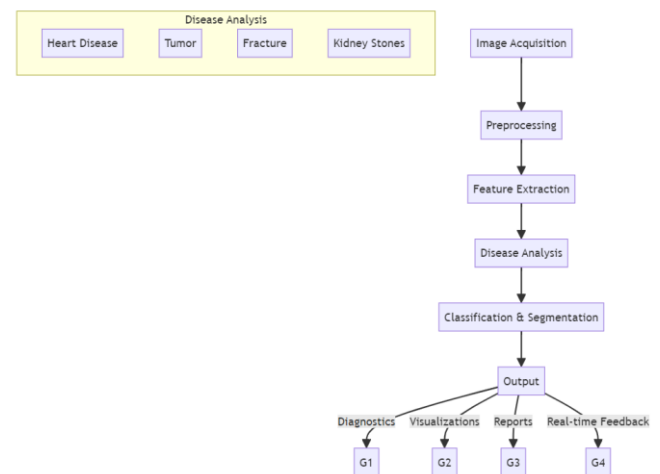 Disease Analysis
Heart Disease
Tumor
Fracture
Kidney Stones
Image Acquisition
Preprocessing
Feature Extraction
Disease Analysis
Classification & Segmentation
Output
Diagnostics
Visualizations
Reports
Real-time Feedback
G1
G2
G3
G4